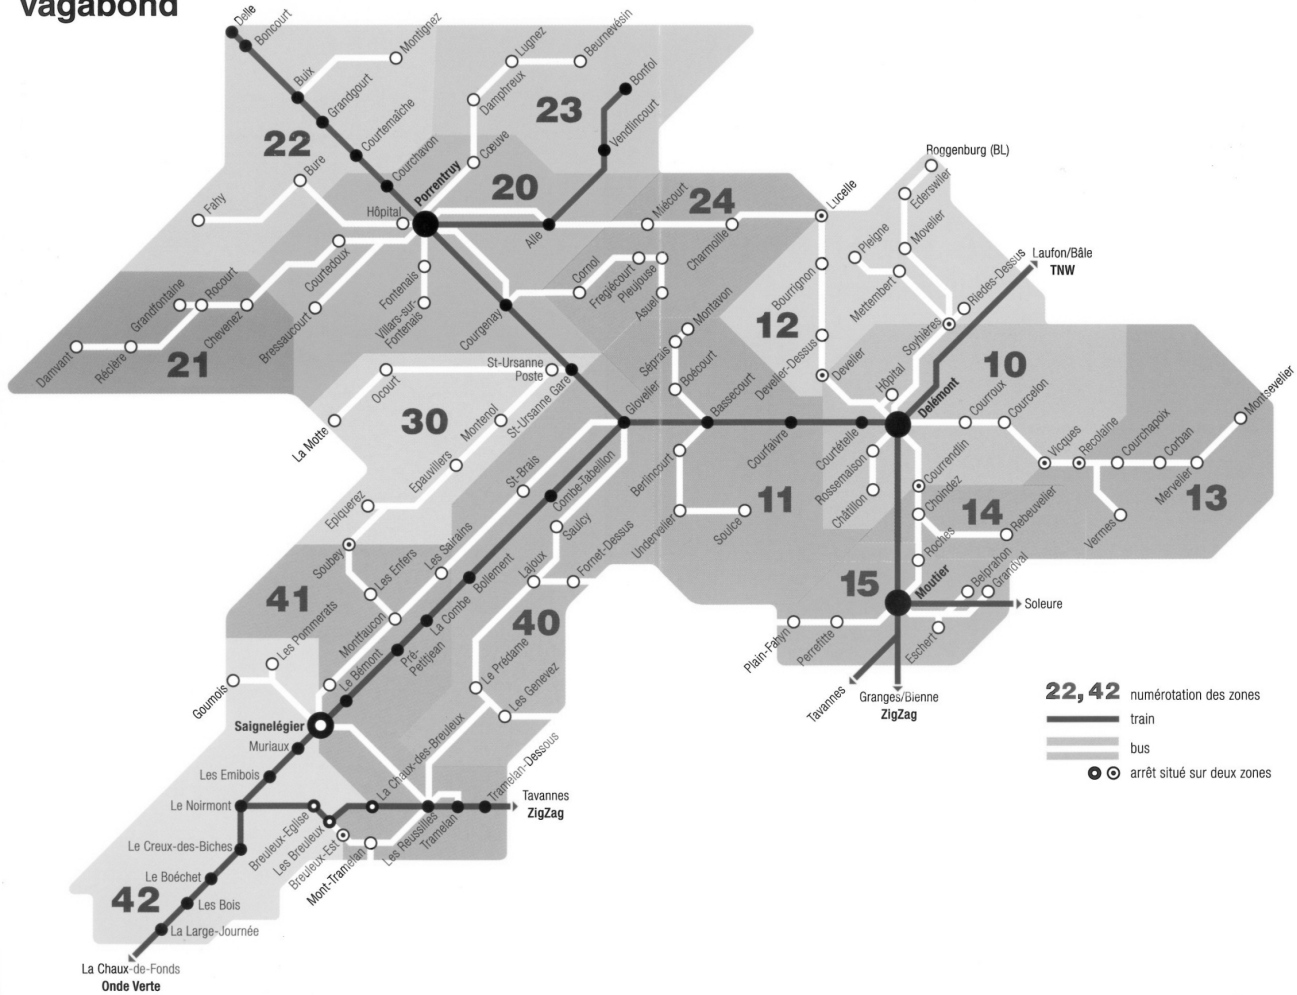 vagabond
Delle
Boncourt
Buix
Montignez
Grandgourt
Courtemaîche
Courchavon
Lugnez
Beurnevésin
Damphreux
Bonfol
Vendlincourt
Cœuve
23
22
Bure
Fahy
Porrentruy
Hôpital
20
Alle
Miécourt
24
Charmoille
Lucelle
Roggenburg (BL)
Ederswiler
Movelier
Pleigne
Mettembert
Riedes-Dessus
Laufon/Bâle
TNW
Soyhières
Bourrignon
12
Develier-Dessus
Develier
Hôpital
10
Delémont
Courroux
Courcelon
Vicques
Recolaine
Courchapoix
Corban
Mervelier
Montsevelier
13
Vermes
Courtedoux
Grandfontaine
Rocourt
Chevenez
Bressaucourt
Damvant
Réclère
21
Fontenais
Villars-sur-
Fontenais
Courgenay
Cornol
Fregiécourt
Pleujouse
Asuel
Montavon
Séprais
Boécourt
Bassecourt
St-Ursanne
Poste
St-Ursanne Gare
Glovelier
Ocourt
La Motte
30
Montenol
Epauvillers
Epiquerez
Soubey
Courfaivre
Courtételle
Rossemaison
Châtillon
Courrendlin
Choindez
14
Rebeuvelier
Roches
Berlincourt
Undervelier
Soulce
11
St-Brais
Combe-Tabeillon
Saulcy
Lajoux
Fornet-Dessus
Les Sairains
Bollement
Les Enfers
41
Les Pommerats
Montfaucon
La Combe
Pré-
Petitjean
Le Bémont
Goumois
40
Le Prédame
Les Genevez
15
Moutier
Belprahon
Grandval
Soleure
Eschert
Plain-Fahyn
Perrefitte
Tavannes
Granges/Bienne
ZigZag
Saignelégier
Muriaux
Les Emibois
Le Noirmont
Le Creux-des-Biches
Le Boéchet
Les Bois
La Large-Journée
42
La Chaux-de-Fonds
Onde Verte
Breuleux-Eglise
Les Breuleux
Breuleux-Est
Mont-Tramelan
La Chaux-des-Breuleux
Les Reussilles
Tramelan
Tramelan-Dessous
Tavannes
ZigZag
22, 42 numérotation des zones
train
bus
arrêt situé sur deux zones